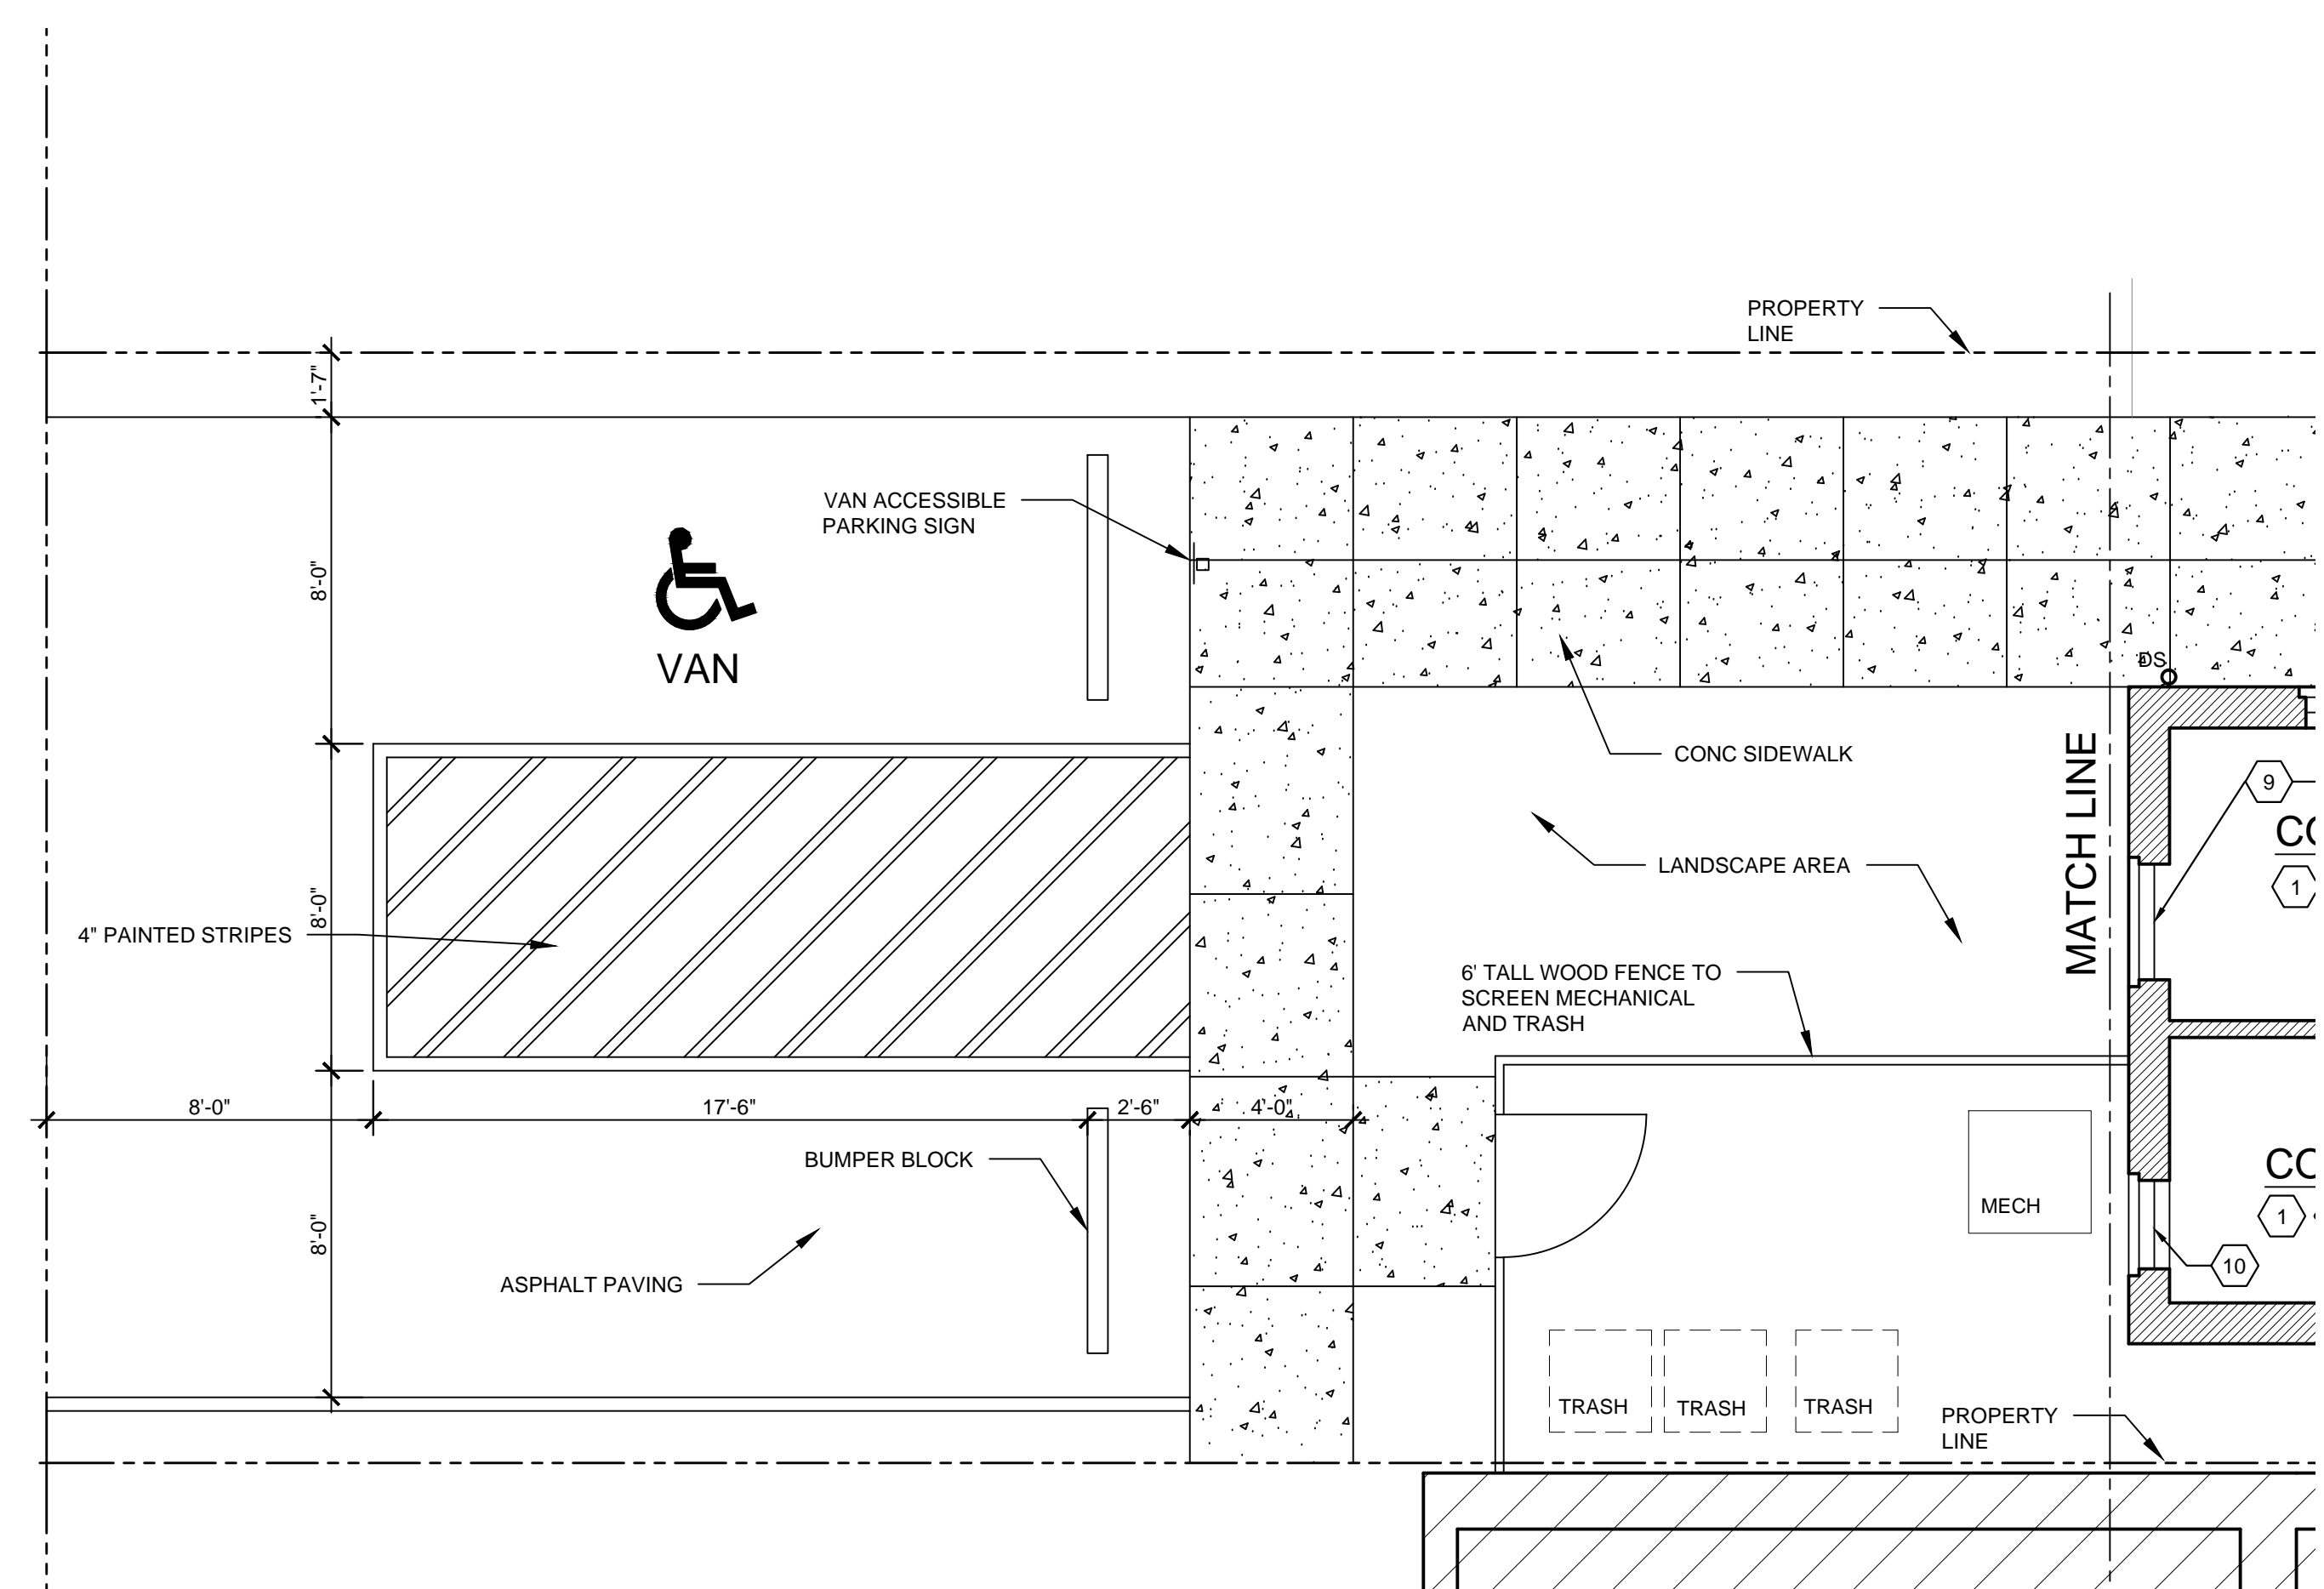 PROPERTY
LINE
1'-7"
VAN ACCESSIBLE
PARKING SIGN
8'-0"
VAN
DS
CONC SIDEWALK
MATCH LINE
9
1
LANDSCAPE AREA
8'-0"
4" PAINTED STRIPES
6' TALL WOOD FENCE TO
SCREEN MECHANICAL
AND TRASH
8'-0"
17'-6"
2'-6"
4'-0"
BUMPER BLOCK
MECH
1
8'-0"
10
ASPHALT PAVING
TRASH
TRASH
TRASH
PROPERTY
LINE